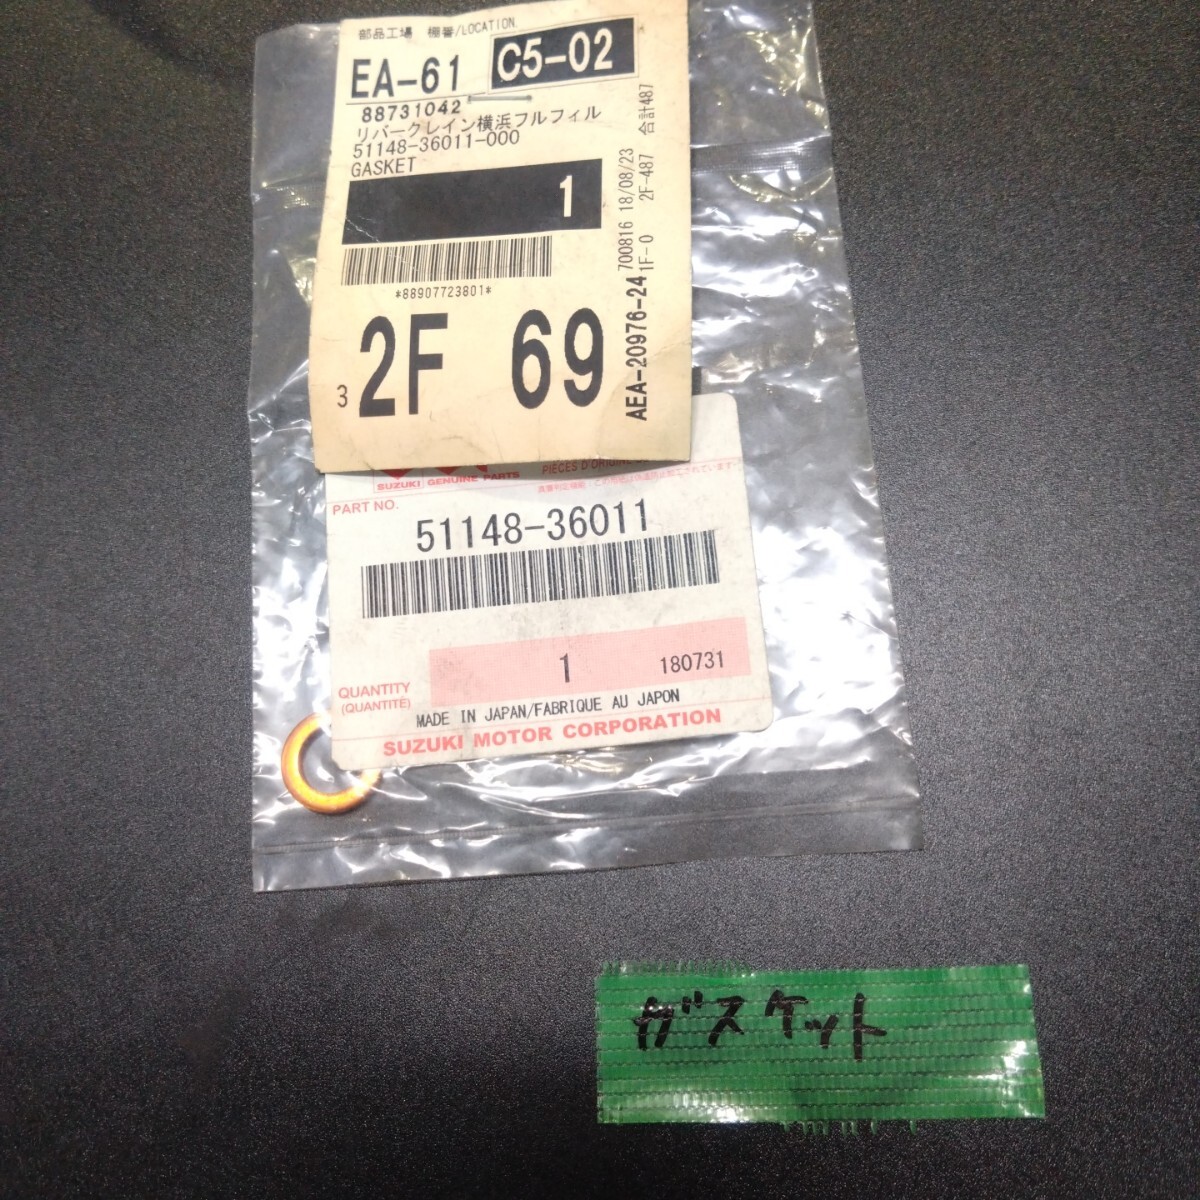 部品工場 棚番/LOCATION
EA-61 C5-02
88731042
リバークレイン横浜フルフィル
51148-36011-000
GASKET
1
*88907723801*
3 2F 69
AEA-20976-24
700816 18/08/23
1F-0 2F-487 合計487
SUZUKI GENUINE PARTS
PIÈCES D'ORIGINE
PART NO.
51148-36011
1 180731
QUANTITY
(QUANTITÉ)
MADE IN JAPAN/FABRIQUE AU JAPON
SUZUKI MOTOR CORPORATION
ガスケット